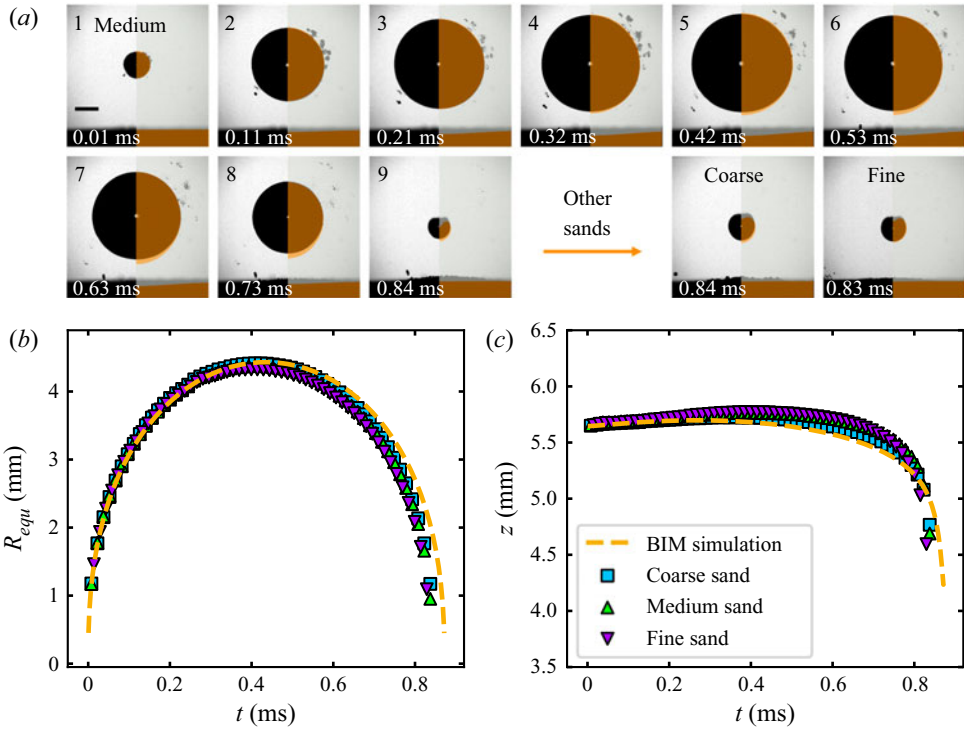 (a)
1 Medium 2 3 4 5 6
0.01 ms 0.11 ms 0.21 ms 0.32 ms 0.42 ms 0.53 ms
7 8 9 Other sands Coarse Fine
0.63 ms 0.73 ms 0.84 ms 0.84 ms 0.83 ms
(b)
4
3
2
1
0
R_equ (mm)
0 0.2 0.4 0.6 0.8
t (ms)
(c)
6.5
6.0
5.5
5.0
4.5
4.0
3.5
z (mm)
BIM simulation
Coarse sand
Medium sand
Fine sand
0 0.2 0.4 0.6 0.8
t (ms)